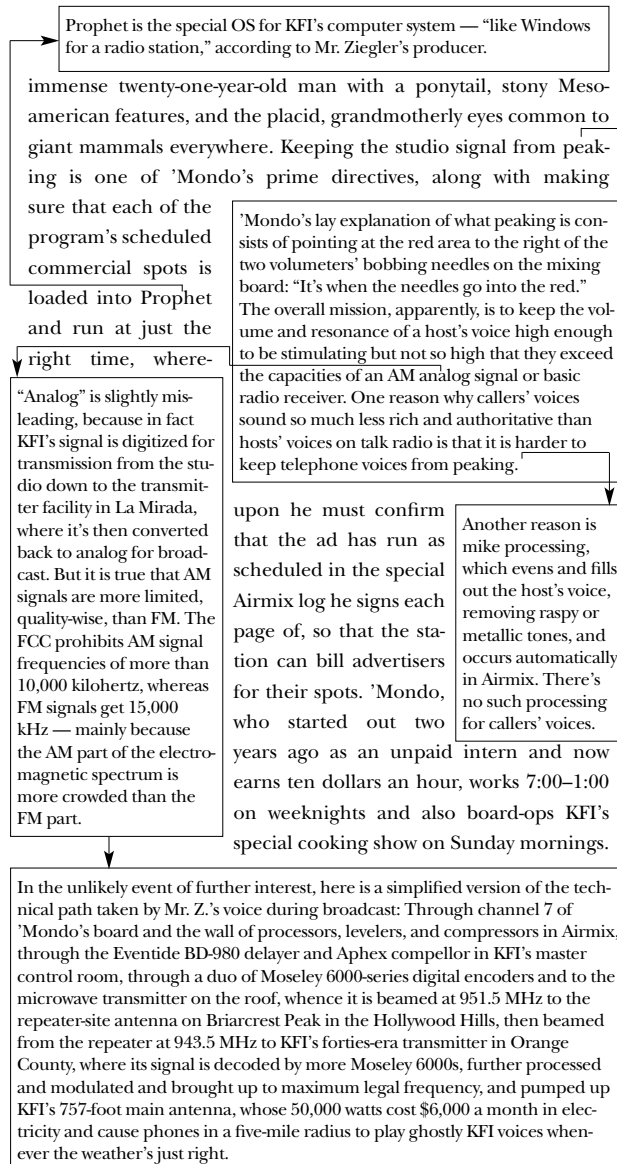 Prophet is the special OS for KFI’s computer system — “like Windows
for a radio station,” according to Mr. Ziegler’s producer.
immense twenty-one-year-old man with a ponytail, stony Meso-
american features, and the placid, grandmotherly eyes common to
giant mammals everywhere. Keeping the studio signal from peak-
ing is one of ’Mondo’s prime directives, along with making
sure that each of the
program’s scheduled
commercial spots is
loaded into Prophet
and run at just the
right time, where-
’Mondo’s lay explanation of what peaking is con-
sists of pointing at the red area to the right of the
two volumeters’ bobbing needles on the mixing
board: “It’s when the needles go into the red.”
The overall mission, apparently, is to keep the vol-
ume and resonance of a host’s voice high enough
to be stimulating but not so high that they exceed
the capacities of an AM analog signal or basic
radio receiver. One reason why callers’ voices
sound so much less rich and authoritative than
hosts’ voices on talk radio is that it is harder to
keep telephone voices from peaking.
“Analog” is slightly mis-
leading, because in fact
KFI’s signal is digitized for
transmission from the stu-
dio down to the transmit-
ter facility in La Mirada,
where it’s then converted
back to analog for broad-
cast. But it is true that AM
signals are more limited,
quality-wise, than FM. The
FCC prohibits AM signal
frequencies of more than
10,000 kilohertz, whereas
FM signals get 15,000
kHz — mainly because
the AM part of the electro-
magnetic spectrum is
more crowded than the
FM part.
upon he must confirm
that the ad has run as
scheduled in the special
Airmix log he signs each
page of, so that the sta-
tion can bill advertisers
for their spots. ’Mondo,
who started out two
years ago as an unpaid intern and now
earns ten dollars an hour, works 7:00–1:00
on weeknights and also board-ops KFI’s
special cooking show on Sunday mornings.
Another reason is
mike processing,
which evens and fills
out the host’s voice,
removing raspy or
metallic tones, and
occurs automatically
in Airmix. There’s
no such processing
for callers’ voices.
In the unlikely event of further interest, here is a simplified version of the tech-
nical path taken by Mr. Z.’s voice during broadcast: Through channel 7 of
’Mondo’s board and the wall of processors, levelers, and compressors in Airmix,
through the Eventide BD-980 delayer and Aphex compellor in KFI’s master
control room, through a duo of Moseley 6000-series digital encoders and to the
microwave transmitter on the roof, whence it is beamed at 951.5 MHz to the
repeater-site antenna on Briarcrest Peak in the Hollywood Hills, then beamed
from the repeater at 943.5 MHz to KFI’s forties-era transmitter in Orange
County, where its signal is decoded by more Moseley 6000s, further processed
and modulated and brought up to maximum legal frequency, and pumped up
KFI’s 757-foot main antenna, whose 50,000 watts cost $6,000 a month in elec-
tricity and cause phones in a five-mile radius to play ghostly KFI voices when-
ever the weather’s just right.